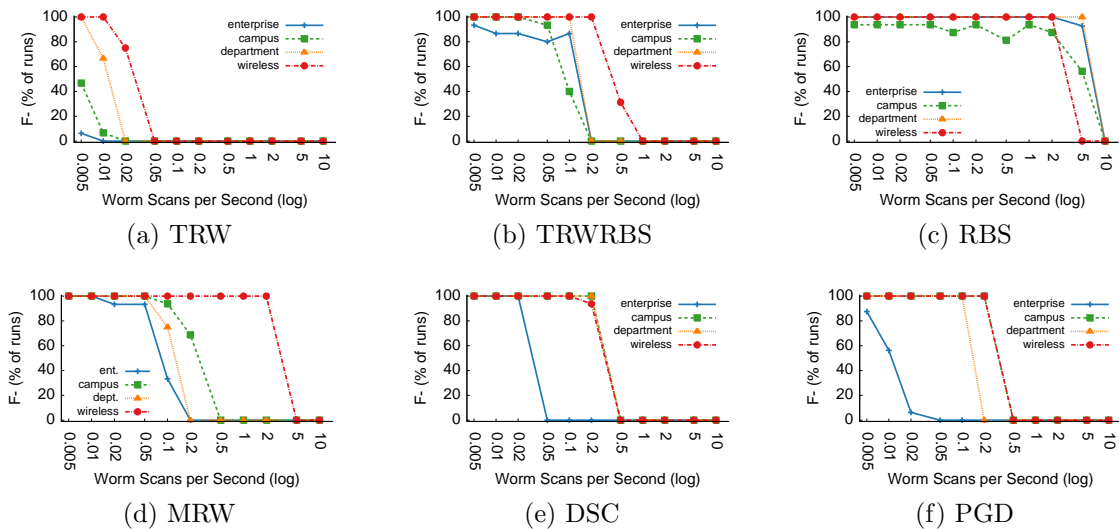 F- (% of runs)
100
80
60
40
20
0
enterprise
campus
department
wireless
0.005
0.01
0.02
0.05
0.1
0.2
0.5
1
2
5
10
Worm Scans per Second (log)
(a) TRW
F- (% of runs)
100
80
60
40
20
0
enterprise
campus
department
wireless
0.005
0.01
0.02
0.05
0.1
0.2
0.5
1
2
5
10
Worm Scans per Second (log)
(b) TRWRBS
F- (% of runs)
100
80
60
40
20
0
enterprise
campus
department
wireless
0.005
0.01
0.02
0.05
0.1
0.2
0.5
1
2
5
10
Worm Scans per Second (log)
(c) RBS
F- (% of runs)
100
80
60
40
20
0
ent.
campus
dept.
wireless
0.005
0.01
0.02
0.05
0.1
0.2
0.5
1
2
5
10
Worm Scans per Second (log)
(d) MRW
F- (% of runs)
100
80
60
40
20
0
enterprise
campus
department
wireless
0.005
0.01
0.02
0.05
0.1
0.2
0.5
1
2
5
10
Worm Scans per Second (log)
(e) DSC
F- (% of runs)
100
80
60
40
20
0
enterprise
campus
department
wireless
0.005
0.01
0.02
0.05
0.1
0.2
0.5
1
2
5
10
Worm Scans per Second (log)
(f) PGD